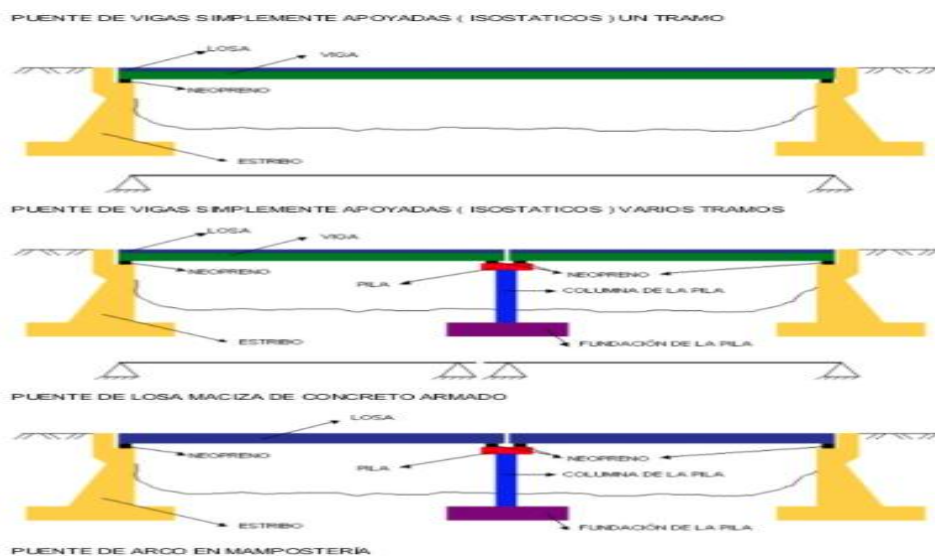 PUENTE DE VIGAS SIMPLEMENTE APOYADAS ( ISOSTATICOS ) UN TRAMO
LOSA
VIGA
NEOPRENO
ESTRIBO
PUENTE DE VIGAS SIMPLEMENTE APOYADAS ( ISOSTATICOS ) VARIOS TRAMOS
LOSA
VIGA
NEOPRENO
NEOPRENO
PILA
COLUMNA DE LA PILA
ESTRIBO
FUNDACIÓN DE LA PILA
PUENTE DE LOSA MACIZA DE CONCRETO ARMADO
LOSA
NEOPRENO
NEOPRENO
PILA
COLUMNA DE LA PILA
ESTRIBO
FUNDACIÓN DE LA PILA
PUENTE DE ARCO EN MAMPOSTERÍA